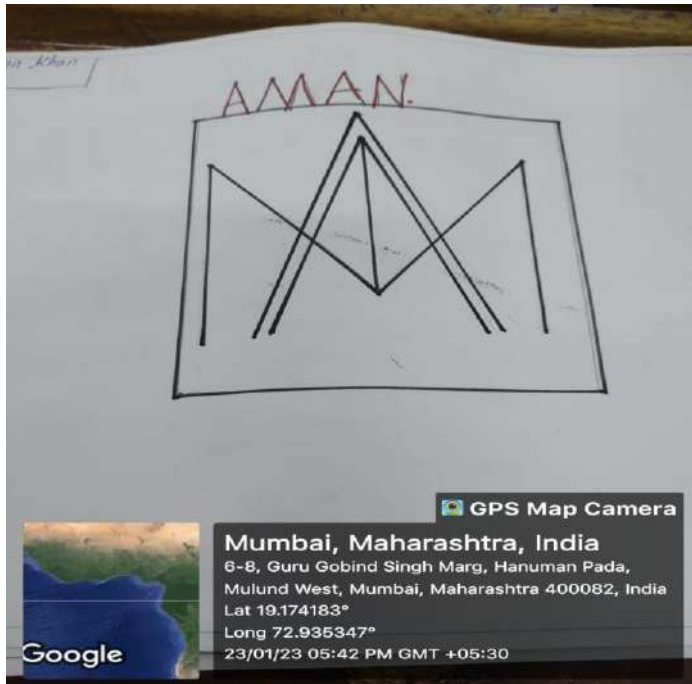 Khan
AMAN.
GPS Map Camera
Mumbai, Maharashtra, India
6-8, Guru Gobind Singh Marg, Hanuman Pada,
Mulund West, Mumbai, Maharashtra 400082, India
Lat 19.174183°
Long 72.935347°
23/01/23 05:42 PM GMT +05:30
Google